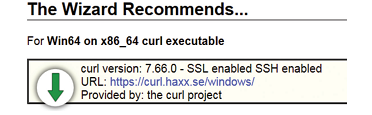 The Wizard Recommends...
For Win64 on x86_64 curl executable
curl version: 7.66.0 - SSL enabled SSH enabled
URL: https://curl.haxx.se/windows/
Provided by: the curl project